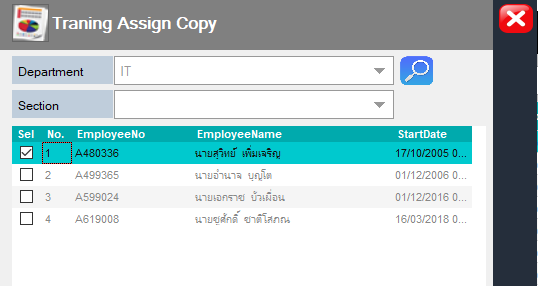 Traning Assign Copy
Department IT
Section
Sel No. EmployeeNo EmployeeName StartDate
1 A480336 นายสุวิทย์ เพิ่มเจริญ 17/10/2005 0...
2 A499365 นายอำนาจ บุญโต 01/12/2006 0...
3 A599024 นายเอกราช บัวเผื่อน 01/12/2016 0...
4 A619008 นายชูศักดิ์ ชาติโสภณ 16/03/2018 0...